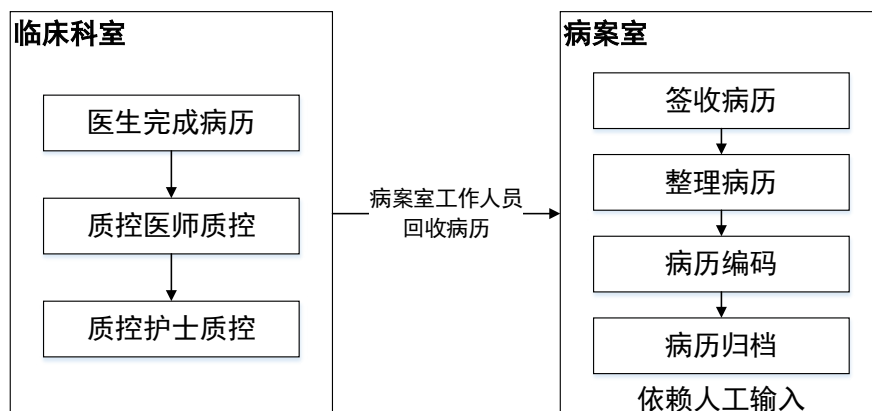 临床科室
医生完成病历
质控医师质控
质控护士质控
病案室工作人员
回收病历
病案室
签收病历
整理病历
病历编码
病历归档
依赖人工输入